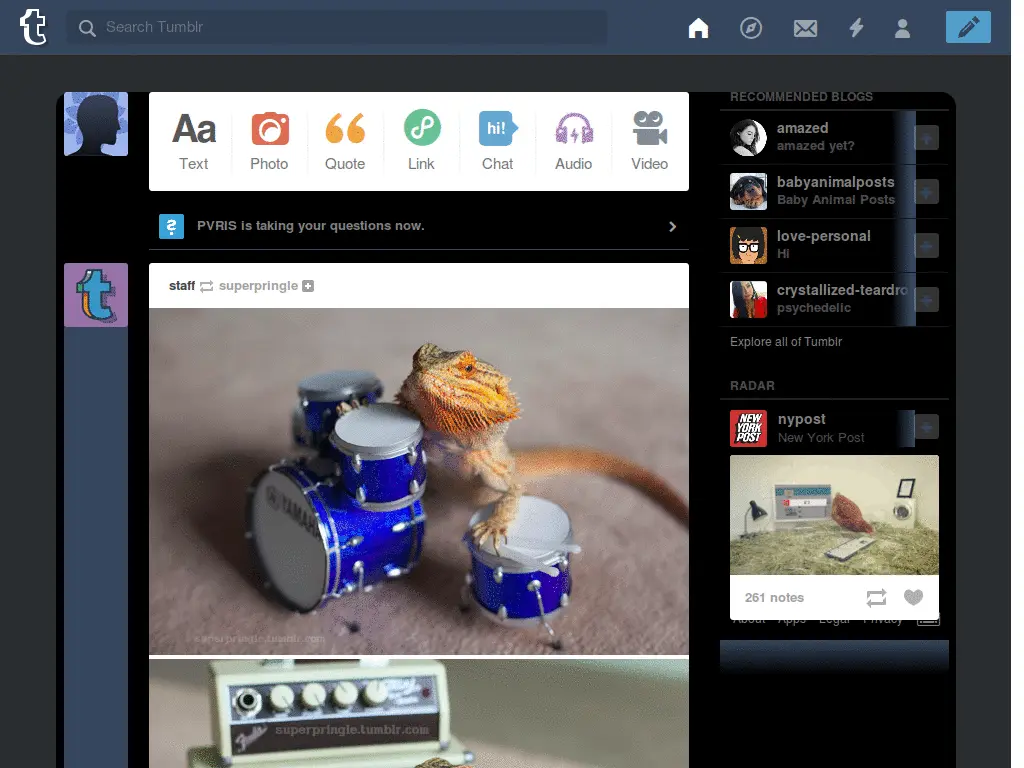 t
Search Tumblr
Aa
hi!
Text
Photo
Quote
Link
Chat
Audio
Video
?
PVRIS is taking your questions now.
t
staff superpringle
YAMAHA
superpringle.tumblr.com
superpringle.tumblr.com
Fender
RECOMMENDED BLOGS
amazed
amazed yet?
babyanimalposts
Baby Animal Posts
love-personal
Hi
crystallized-teardro
psychedelic
Explore all of Tumblr
RADAR
NEW
YORK
POST
nypost
New York Post
261 notes
About Apps Legal Privacy